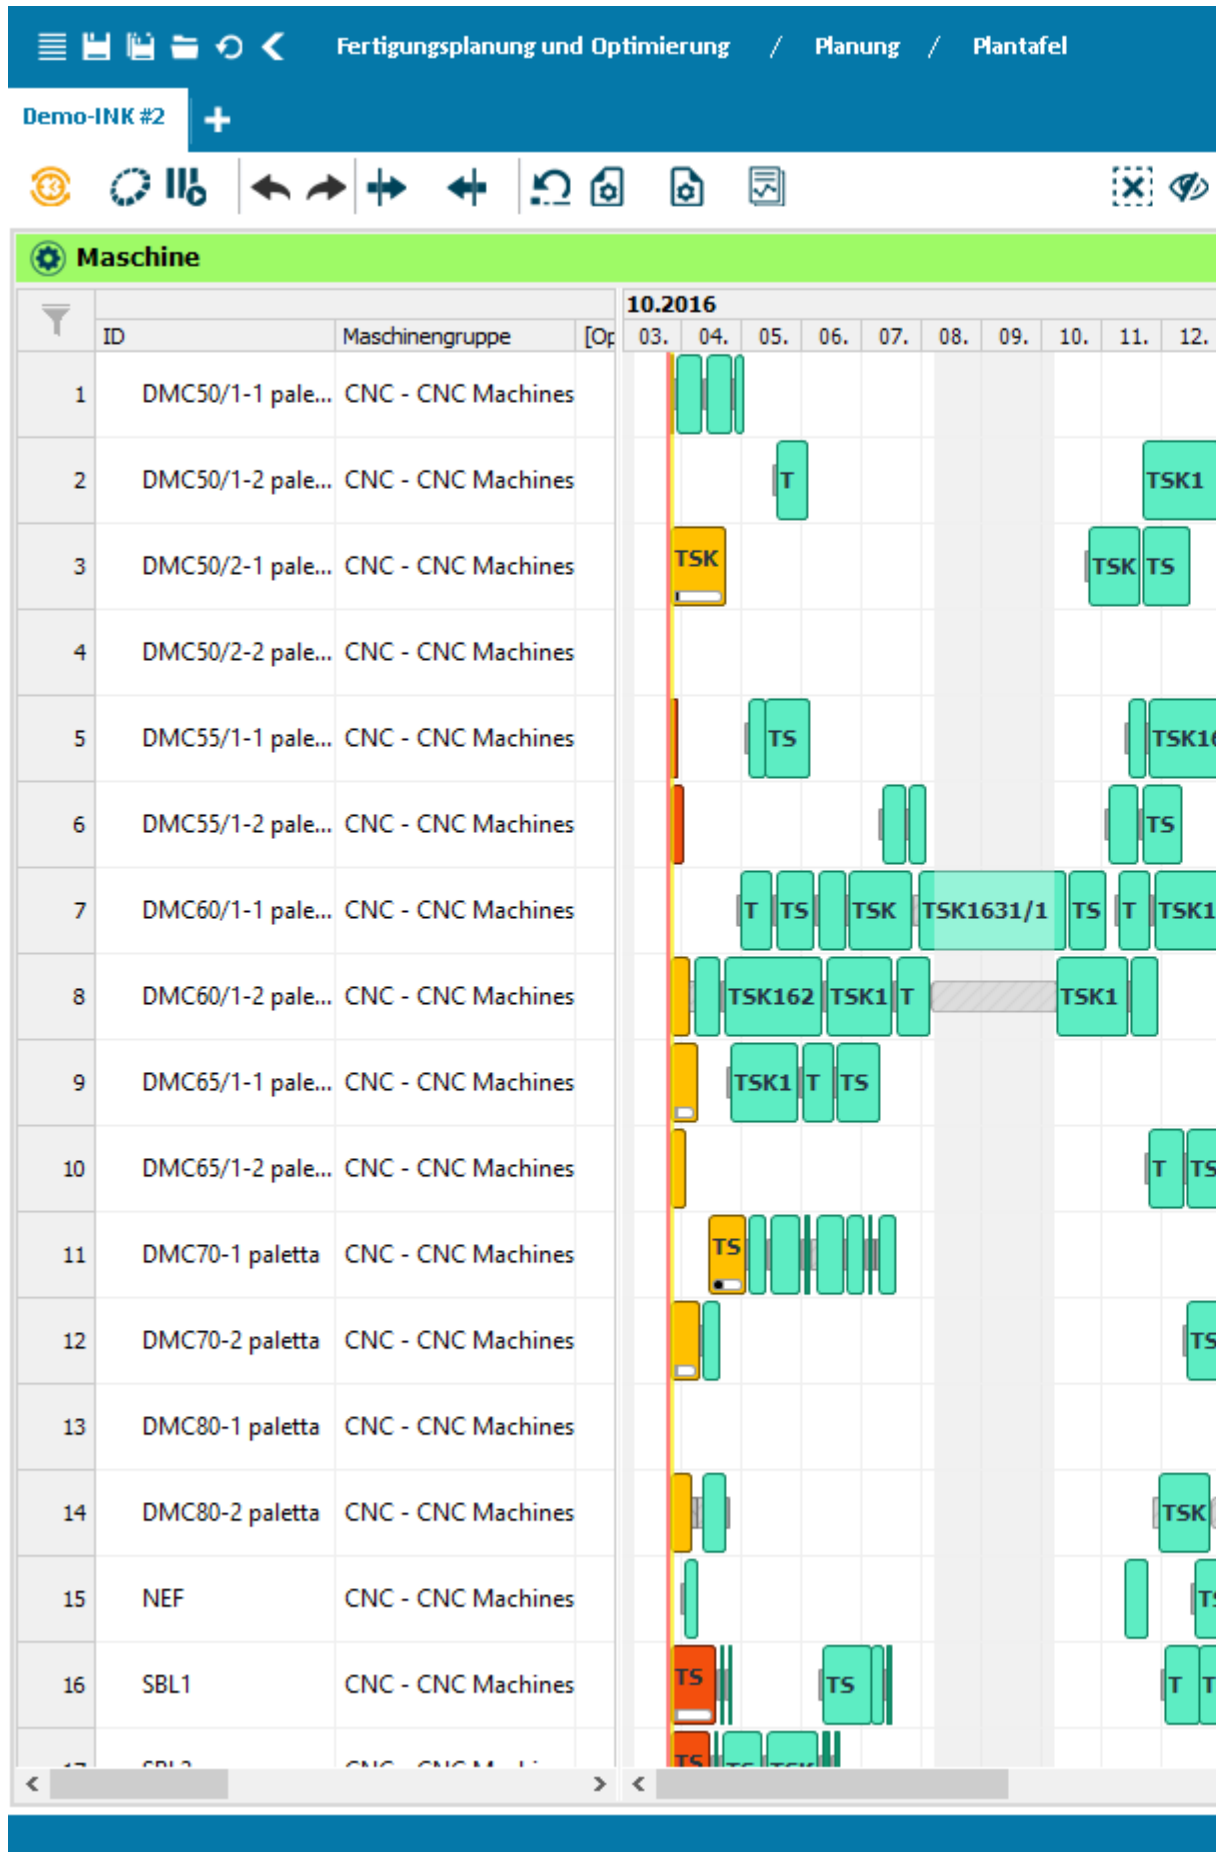 Fertigungsplanung und Optimierung / Planung / Plantafel
Demo-INK #2
Maschine
10.2016
ID Maschinengruppe [Op 03. 04. 05. 06. 07. 08. 09. 10. 11. 12.
1 DMC50/1-1 pale... CNC - CNC Machines
2 DMC50/1-2 pale... CNC - CNC Machines T TSK1
3 DMC50/2-1 pale... CNC - CNC Machines TSK TSK TS
4 DMC50/2-2 pale... CNC - CNC Machines
5 DMC55/1-1 pale... CNC - CNC Machines TS TSK16
6 DMC55/1-2 pale... CNC - CNC Machines TS
7 DMC60/1-1 pale... CNC - CNC Machines T TS TSK TSK1631/1 TS T TSK1
8 DMC60/1-2 pale... CNC - CNC Machines TSK162 TSK1 T TSK1
9 DMC65/1-1 pale... CNC - CNC Machines TSK1 T TS
10 DMC65/1-2 pale... CNC - CNC Machines T TS
11 DMC70-1 paletta CNC - CNC Machines TS
12 DMC70-2 paletta CNC - CNC Machines TS
13 DMC80-1 paletta CNC - CNC Machines
14 DMC80-2 paletta CNC - CNC Machines TSK
15 NEF CNC - CNC Machines TS
16 SBL1 CNC - CNC Machines TS TS T T
TS